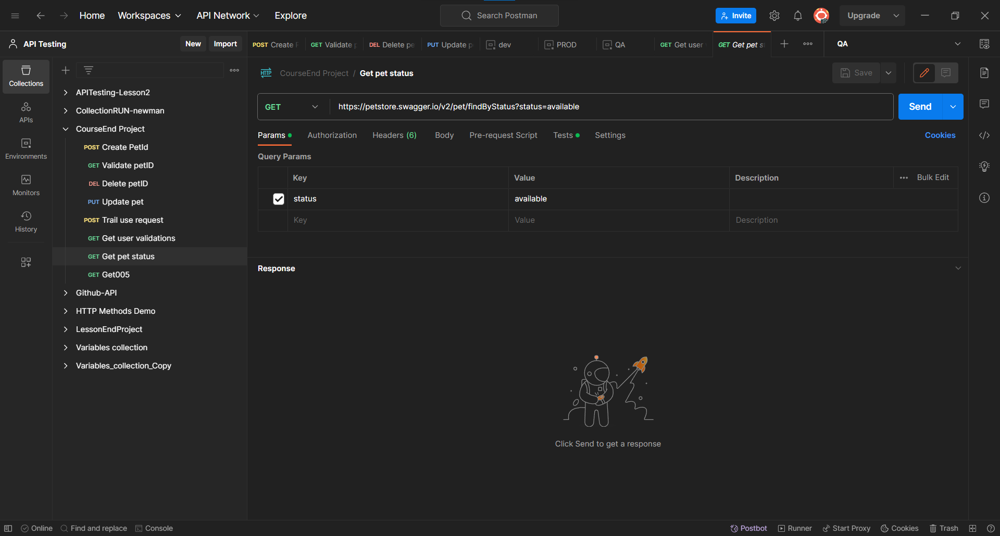 Home Workspaces API Network Explore Search Postman Invite Upgrade
API Testing New Import POST Create GET Validate DEL Delete pe PUT Update p dev PROD QA GET Get user GET Get pet s QA
HTTP CourseEnd Project / Get pet status Save
Collections
APIs
Environments
Monitors
History
APITesting-Lesson2
CollectionRUN-newman
CourseEnd Project
POST Create PetId
GET Validate petID
DEL Delete petID
PUT Update pet
POST Trail use request
GET Get user validations
GET Get pet status
GET Get005
Github-API
HTTP Methods Demo
LessonEndProject
Variables collection
Variables_collection_Copy
GET https://petstore.swagger.io/v2/pet/findByStatus?status=available Send
Params Authorization Headers (6) Body Pre-request Script Tests Settings Cookies
Query Params
Key Value Description Bulk Edit
status available
Key Value Description
Response
Click Send to get a response
Online Find and replace Console Postbot Runner Start Proxy Cookies Trash